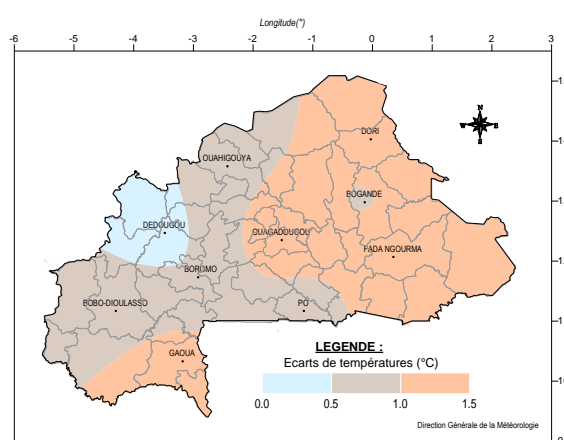 Longitude(°)
-6 -5 -4 -3 -2 -1 0 1 2 3
N
W E
S
DORI
OUAHIGOUYA
BOGANDE
DEDOUGOU
OUAGADOUGOU
FADA NGOURMA
BOROMO
BOBO-DIOULASSO
PO
GAOUA
LEGENDE :
Ecarts de températures (°C)
0.0 0.5 1.0 1.5
Direction Générale de la Météorologie